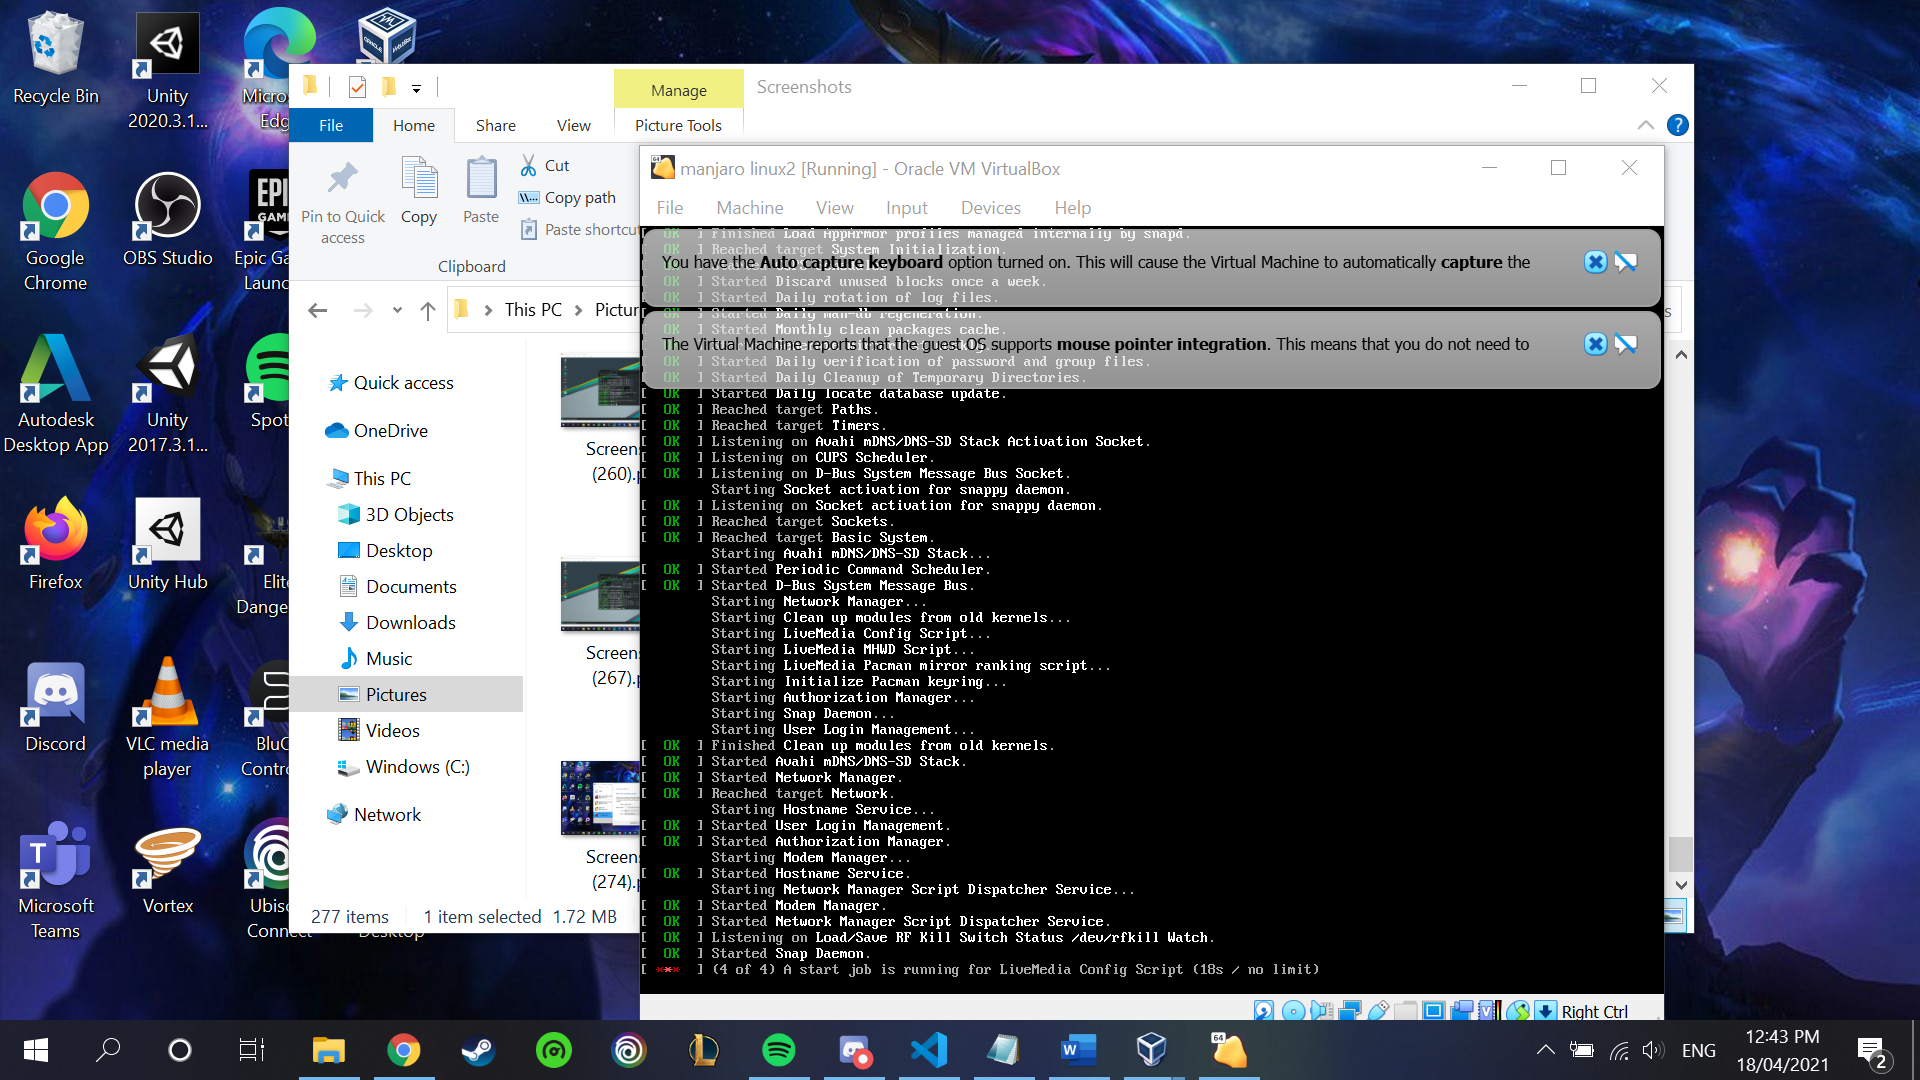 Recycle Bin
Unity
2020.3.1...
Micros
Edg
Google
Chrome
OBS Studio
Epic Ga
Launc
Autodesk
Desktop App
Unity
2017.3.1...
Spot
Firefox
Unity Hub
Elite
Dange
Discord
VLC media
player
BluC
Contro
Microsoft
Teams
Vortex
Ubiso
Connect
Desktop
Manage
Screenshots
File
Home
Share
View
Picture Tools
Pin to Quick
access
Copy
Paste
Cut
Copy path
Paste shortcut
Clipboard
This PC
Pictur
Quick access
OneDrive
This PC
3D Objects
Desktop
Documents
Downloads
Music
Pictures
Videos
Windows (C:)
Network
Screens
(260).p
Screens
(267).p
Screens
(274).p
277 items
1 item selected 1.72 MB
manjaro linux2 [Running] - Oracle VM VirtualBox
File Machine View Input Devices Help
[ OK ] Finished Load AppArmor profiles managed internally by snapd.
[ OK ] Reached target System Initialization.
You have the Auto capture keyboard option turned on. This will cause the Virtual Machine to automatically capture the
[ OK ] Started Discard unused blocks once a week.
[ OK ] Started Daily rotation of log files.
[ OK ] Started Daily man-db regeneration.
[ OK ] Started Monthly clean packages cache.
The Virtual Machine reports that the guest OS supports mouse pointer integration. This means that you do not need to
[ OK ] Started Daily verification of password and group files.
[ OK ] Started Daily Cleanup of Temporary Directories.
[ OK ] Started Daily locate database update.
[ OK ] Reached target Paths.
[ OK ] Reached target Timers.
[ OK ] Listening on Avahi mDNS/DNS-SD Stack Activation Socket.
[ OK ] Listening on CUPS Scheduler.
[ OK ] Listening on D-Bus System Message Bus Socket.
Starting Socket activation for snappy daemon.
[ OK ] Listening on Socket activation for snappy daemon.
[ OK ] Reached target Sockets.
[ OK ] Reached target Basic System.
Starting Avahi mDNS/DNS-SD Stack...
[ OK ] Started Periodic Command Scheduler.
[ OK ] Started D-Bus System Message Bus.
Starting Network Manager...
Starting Clean up modules from old kernels...
Starting LiveMedia Config Script...
Starting LiveMedia MHWD Script...
Starting LiveMedia Pacman mirror ranking script...
Starting Initialize Pacman keyring...
Starting Authorization Manager...
Starting Snap Daemon...
Starting User Login Management...
[ OK ] Finished Clean up modules from old kernels.
[ OK ] Started Avahi mDNS/DNS-SD Stack.
[ OK ] Started Network Manager.
[ OK ] Reached target Network.
Starting Hostname Service...
[ OK ] Started User Login Management.
[ OK ] Started Authorization Manager.
Starting Modem Manager...
[ OK ] Started Hostname Service.
Starting Network Manager Script Dispatcher Service...
[ OK ] Started Modem Manager.
[ OK ] Started Network Manager Script Dispatcher Service.
[ OK ] Listening on Load/Save RF Kill Switch Status /dev/rfkill Watch.
[ OK ] Started Snap Daemon.
[ *** ] (4 of 4) A start job is running for LiveMedia Config Script (18s / no limit)
Right Ctrl
ENG
12:43 PM
18/04/2021
2